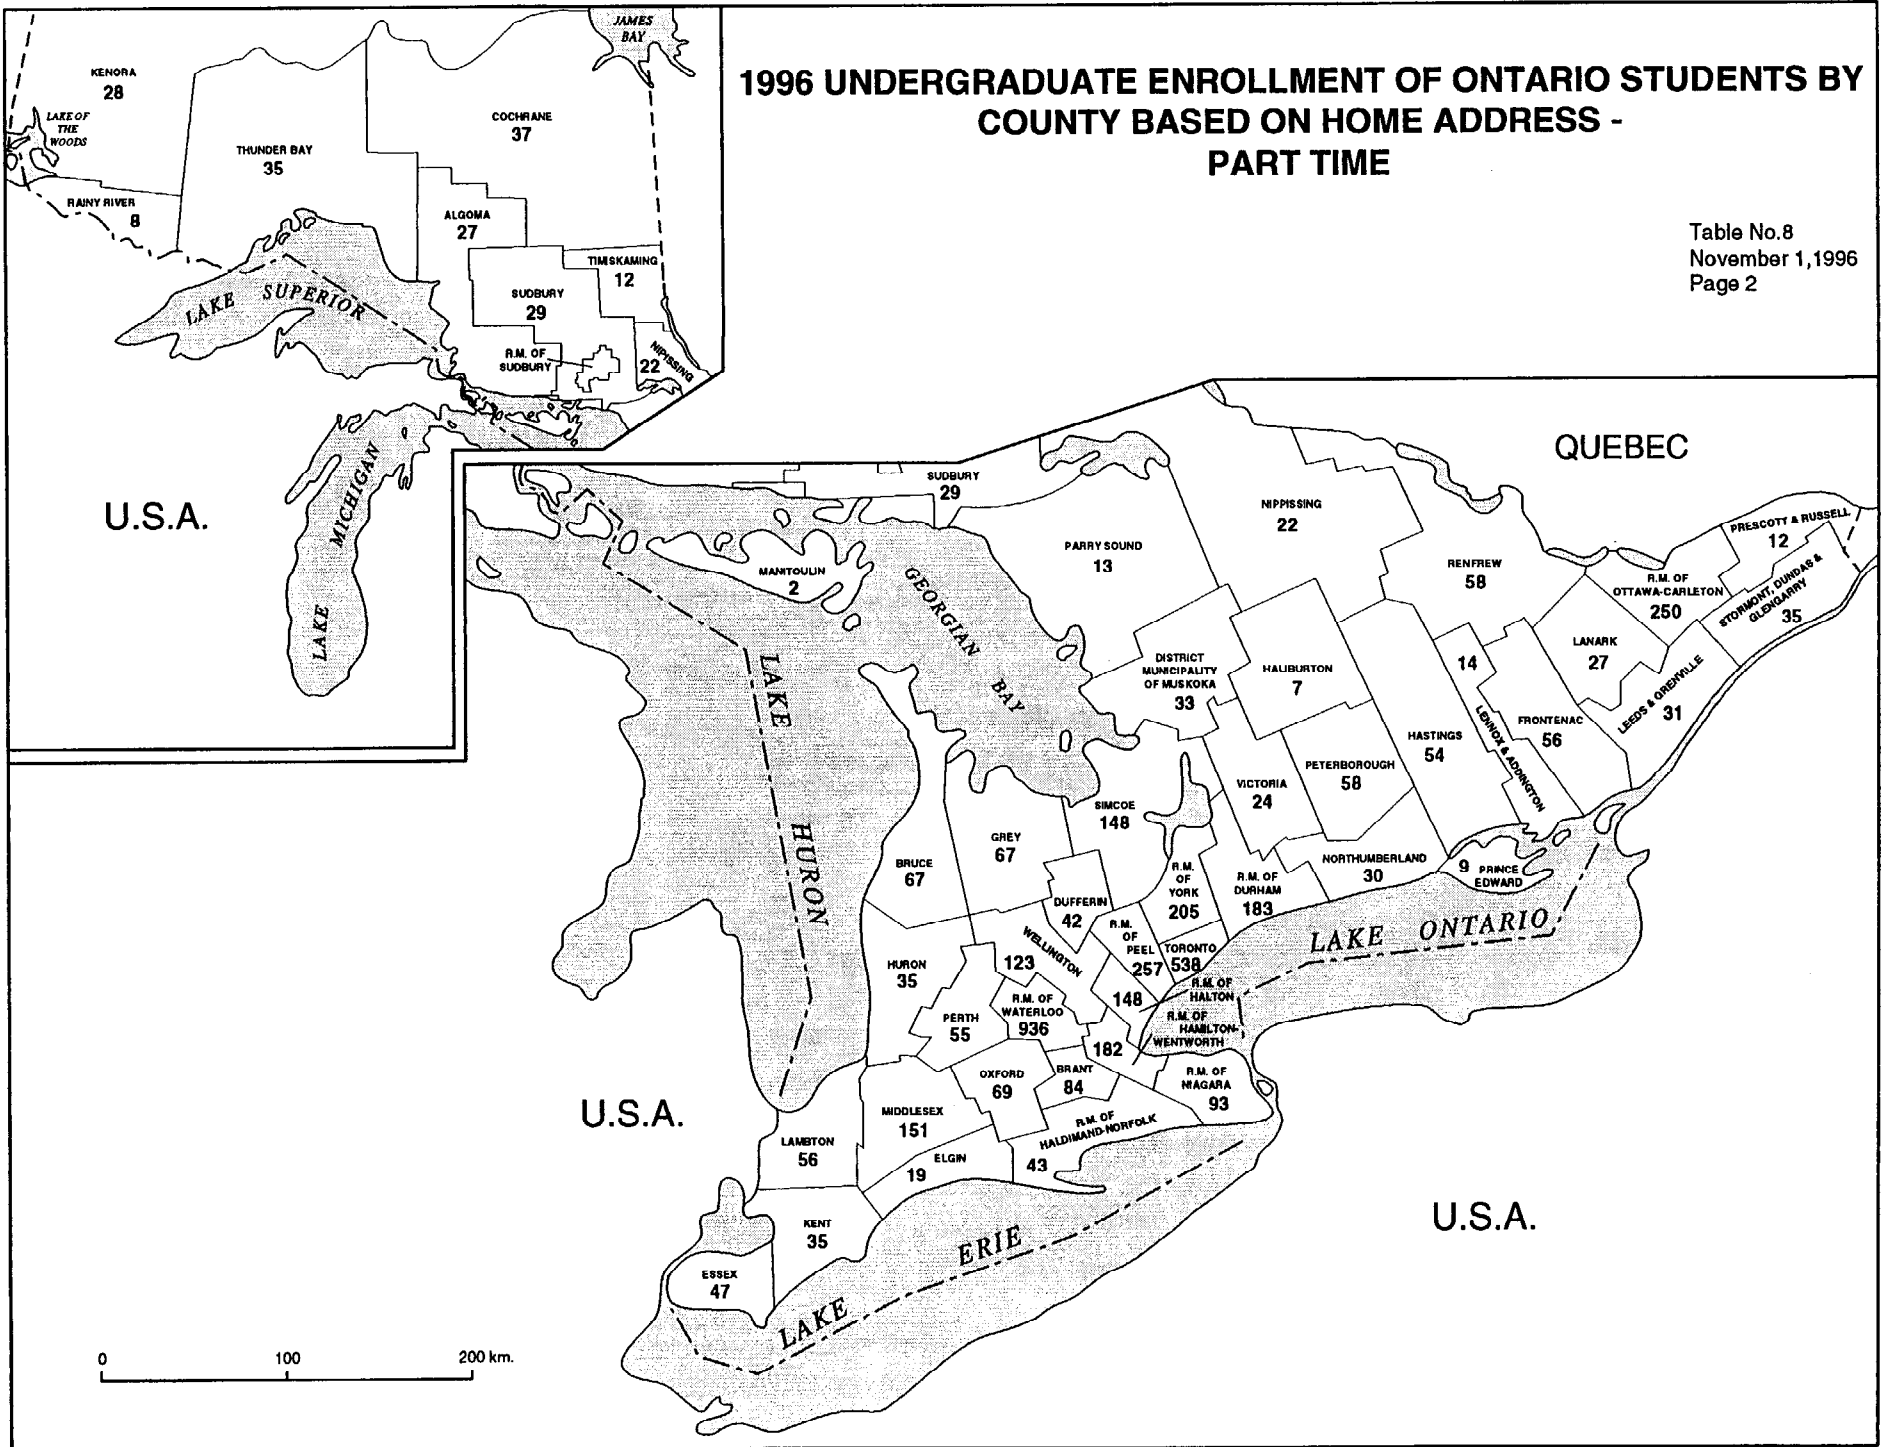 1996 UNDERGRADUATE ENROLLMENT OF ONTARIO STUDENTS BY
COUNTY BASED ON HOME ADDRESS -
PART TIME
Table No.8
November 1,1996
Page 2
JAMES
BAY
KENORA
28
LAKE OF
THE
WOODS
COCHRANE
37
THUNDER BAY
35
RAINY RIVER
8
ALGOMA
27
TIMISKAMING
12
SUDBURY
29
LAKE SUPERIOR
R.M. OF
SUDBURY
NIPISSING
22
LAKE MICHIGAN
U.S.A.
QUEBEC
SUDBURY
29
NIPPISSING
22
PARRY SOUND
13
MANITOULIN
2
GEORGIAN BAY
RENFREW
58
PRESCOTT & RUSSELL
12
R.M. OF
OTTAWA-CARLETON
250
STORMONT, DUNDAS &
GLENGARRY
35
LANARK
27
LEEDS & GRENVILLE
31
14
LENNOX & ADDINGTON
FRONTENAC
56
HASTINGS
54
DISTRICT
MUNICIPALITY
OF MUSKOKA
33
HALIBURTON
7
LAKE HURON
PETERBOROUGH
58
VICTORIA
24
SIMCOE
148
GREY
67
BRUCE
67
NORTHUMBERLAND
30
9
PRINCE
EDWARD
R.M.
OF
YORK
205
R.M. OF
DURHAM
183
DUFFERIN
42
R.M.
OF
PEEL
257
TORONTO
538
LAKE ONTARIO
WELLINGTON
123
HURON
35
R.M. OF
WATERLOO
936
148
R.M. OF
HALTON
PERTH
55
R.M. OF
HAMILTON-
WENTWORTH
182
OXFORD
69
BRANT
84
R.M. OF
NIAGARA
93
MIDDLESEX
151
R.M. OF
HALDIMAND-NORFOLK
43
U.S.A.
LAMBTON
56
ELGIN
19
U.S.A.
KENT
35
ESSEX
47
LAKE ERIE
0 100 200 km.